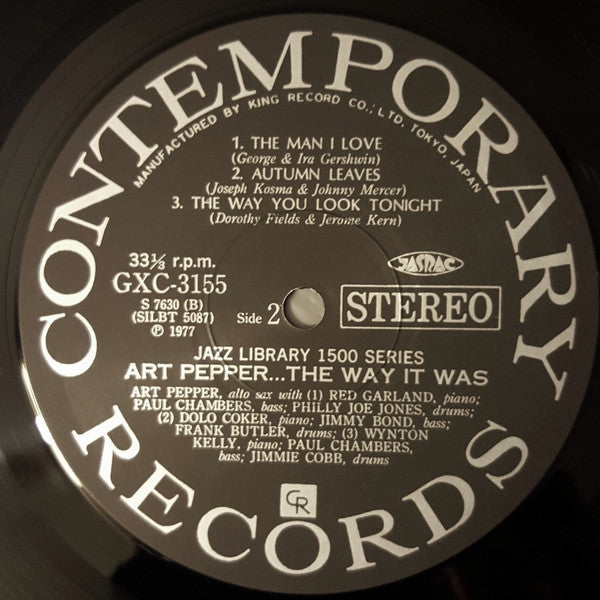 CONTEMPORARY
MANUFACTURED BY KING RECORD CO., LTD. TOKYO, JAPAN
1. THE MAN I LOVE
(George & Ira Gershwin)
2. AUTUMN LEAVES
(Joseph Kosma & Johnny Mercer)
3. THE WAY YOU LOOK TONIGHT
(Dorothy Fields & Jerome Kern)
33⅓ r.p.m.
GXC-3155
S 7630 (B)
(SILBT 5087)
℗ 1977
Side 2
JASRAC
STEREO
JAZZ LIBRARY 1500 SERIES
ART PEPPER...THE WAY IT WAS
ART PEPPER, alto sax with (1) RED GARLAND, piano;
PAUL CHAMBERS, bass; PHILLY JOE JONES, drums;
(2) DOLO COKER, piano; JIMMY BOND, bass;
FRANK BUTLER, drums; (3) WYNTON
KELLY, piano; PAUL CHAMBERS,
bass; JIMMIE COBB, drums
CR
RECORDS